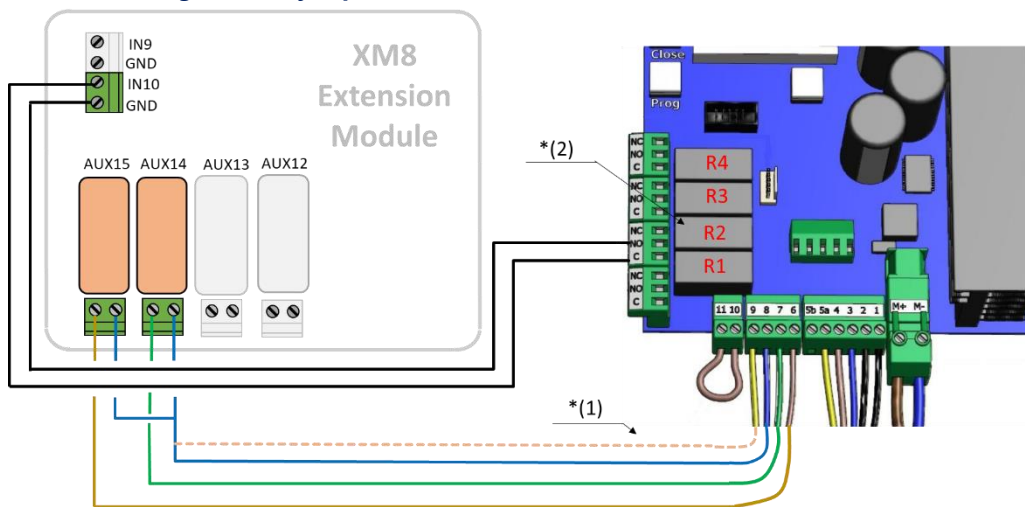 IN9
GND
IN10
GND
XM8
Extension
Module
AUX15 AUX14 AUX13 AUX12
Close
Prog
*(2)
NC
NO
C
NC
NO
C
NC
NO
C
NC
NO
C
R4
R3
R2
R1
11 10 9 8 7 6 5b 5a 4 3 2 1
M+ M-
*(1)